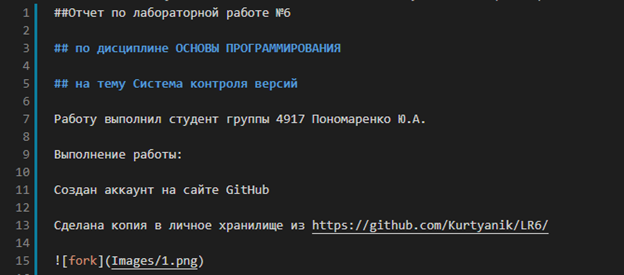 1 ##Отчет по лабораторной работе №6
2
3 ## по дисциплине ОСНОВЫ ПРОГРАММИРОВАНИЯ
4
5 ## на тему Система контроля версий
6
7 Работу выполнил студент группы 4917 Пономаренко Ю.А.
8
9 Выполнение работы:
10
11 Создан аккаунт на сайте GitHub
12
13 Сделана копия в личное хранилище из https://github.com/Kurtyanik/LR6/
14
15 ![fork](Images/1.png)